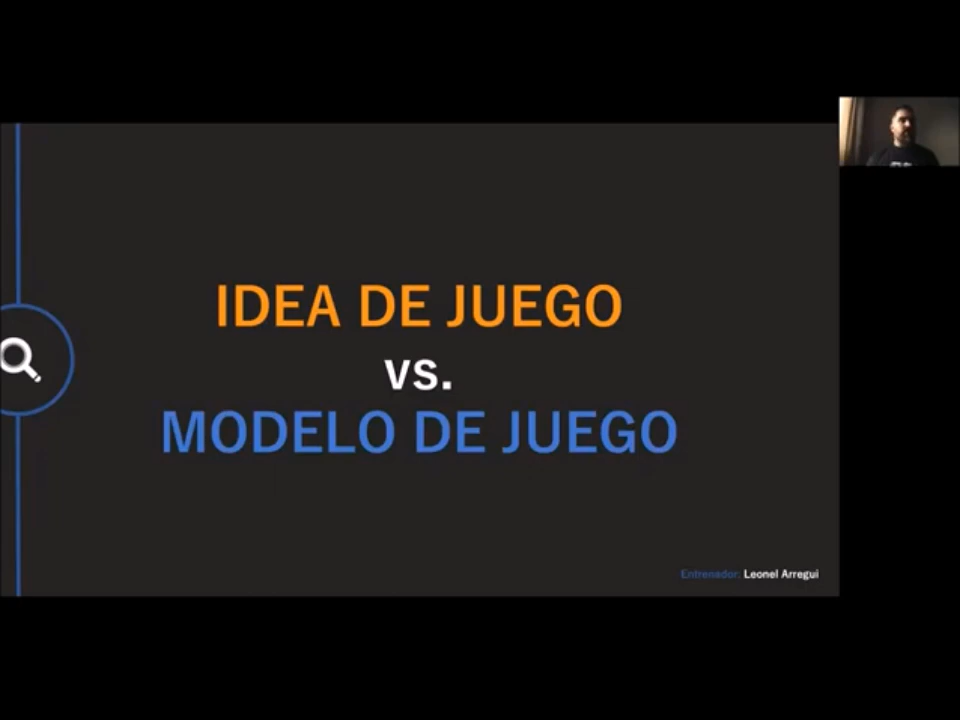 IDEA DE JUEGO
vs.
MODELO DE JUEGO
Entrenador: Leonel Arregui